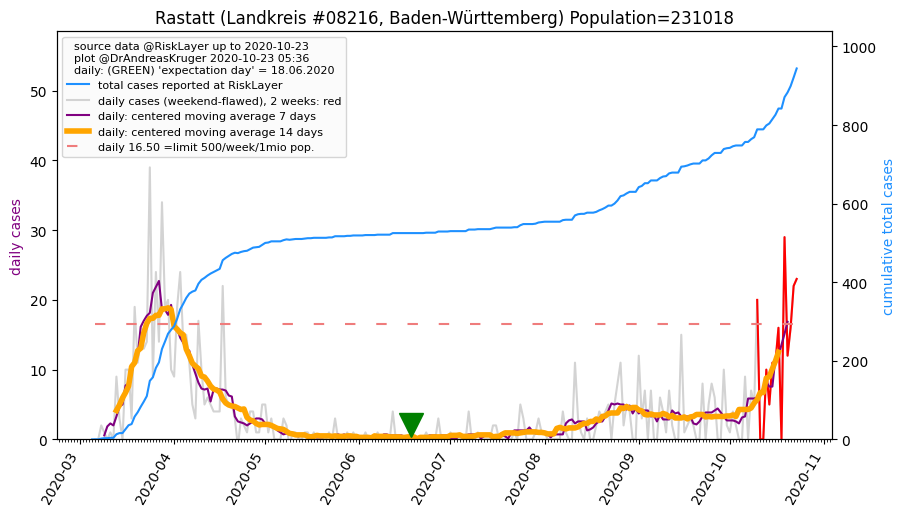 Rastatt (Landkreis #08216, Baden-Württemberg) Population=231018
source data @RiskLayer up to 2020-10-23
plot @DrAndreasKruger 2020-10-23 05:36
daily: (GREEN) 'expectation day' = 18.06.2020
total cases reported at RiskLayer
daily cases (weekend-flawed), 2 weeks: red
daily: centered moving average 7 days
daily: centered moving average 14 days
daily 16.50 =limit 500/week/1mio pop.
daily cases
0
10
20
30
40
50
cumulative total cases
0
200
400
600
800
1000
2020-03
2020-04
2020-05
2020-06
2020-07
2020-08
2020-09
2020-10
2020-11